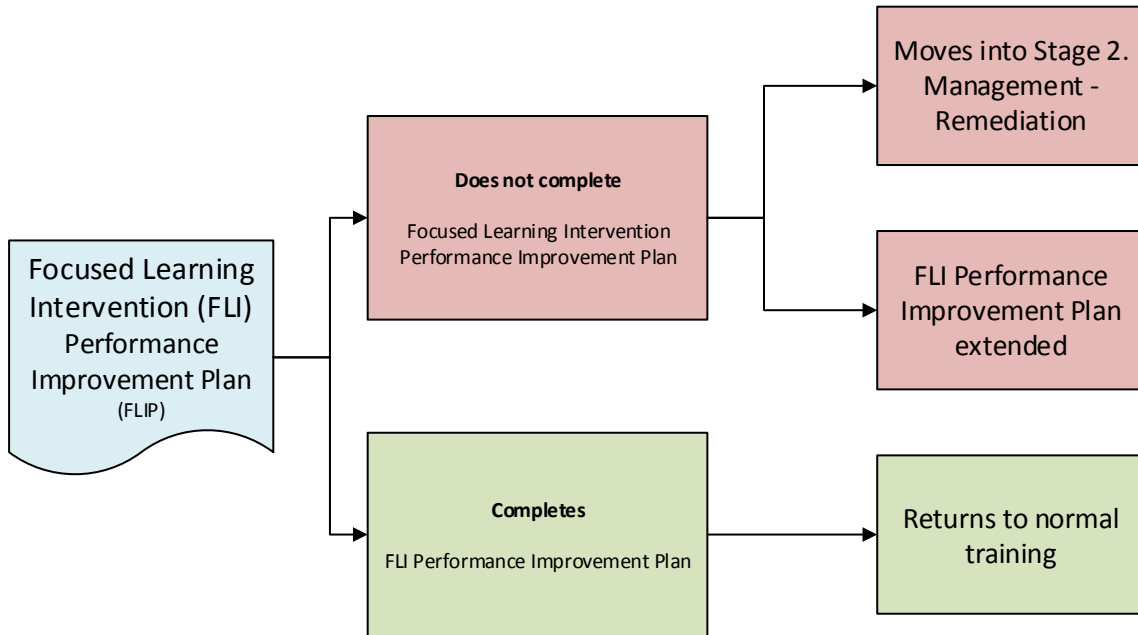 Focused Learning
Intervention (FLI)
Performance
Improvement Plan
(FLIP)
Does not complete
Focused Learning Intervention
Performance Improvement Plan
Moves into Stage 2.
Management -
Remediation
FLI Performance
Improvement Plan
extended
Completes
FLI Performance Improvement Plan
Returns to normal
training